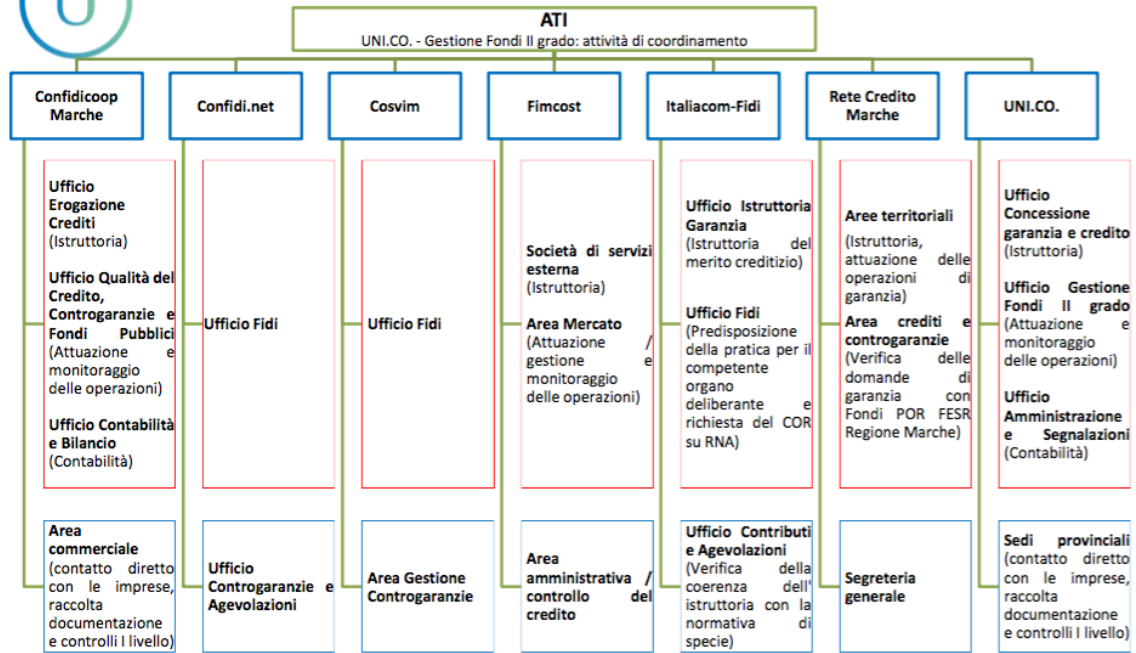 U
ATI
UNI.CO. - Gestione Fondi II grado: attività di coordinamento
Confidicoop
Marche
Confidi.net
Cosvim
Fimcost
Italiacom-Fidi
Rete Credito
Marche
UNI.CO.
Ufficio
Erogazione
Crediti
(Istruttoria)
Ufficio Qualità del
Credito,
Controgaranzie e
Fondi Pubblici
(Attuazione e
monitoraggio
delle operazioni)
Ufficio Contabilità
e Bilancio
(Contabilità)
Ufficio Fidi
Ufficio Fidi
Società di servizi
esterna
(Istruttoria)
Area Mercato
(Attuazione /
gestione e
monitoraggio
delle operazioni)
Ufficio Istruttoria
Garanzia
(Istruttoria del
merito creditizio)
Ufficio Fidi
(Predisposizione
della pratica per il
competente
organo
deliberante e
richiesta del COR
su RNA)
Aree territoriali
(Istruttoria,
attuazione delle
operazioni di
garanzia)
Area crediti e
controgaranzie
(Verifica delle
domande di
garanzia con
Fondi POR FESR
Regione Marche)
Ufficio
Concessione
garanzia e credito
(Istruttoria)
Ufficio Gestione
Fondi II grado
(Attuazione e
monitoraggio
delle operazioni)
Ufficio
Amministrazione
e Segnalazioni
(Contabilità)
Area
commerciale
(contatto diretto
con le imprese,
raccolta
documentazione
e controlli I livello)
Ufficio
Controgaranzie e
Agevolazioni
Area Gestione
Controgaranzie
Area
amministrativa /
controllo del
credito
Ufficio Contributi
e Agevolazioni
(Verifica della
coerenza dell'
istruttoria con la
normativa di
specie)
Segreteria
generale
Sedi provinciali
(contatto diretto
con le imprese,
raccolta
documentazione
e controlli I livello)